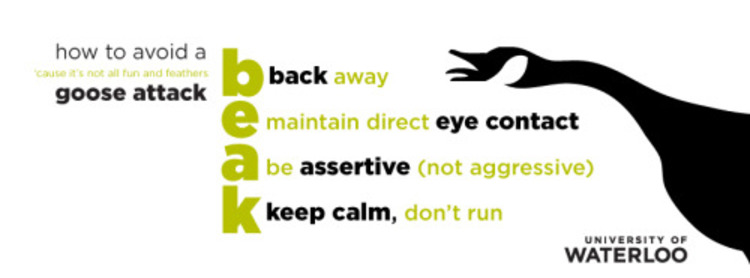 how to avoid a
'cause it's not all fun and feathers
goose attack
beak
back away
maintain direct eye contact
be assertive (not aggressive)
keep calm, don't run
UNIVERSITY OF
WATERLOO